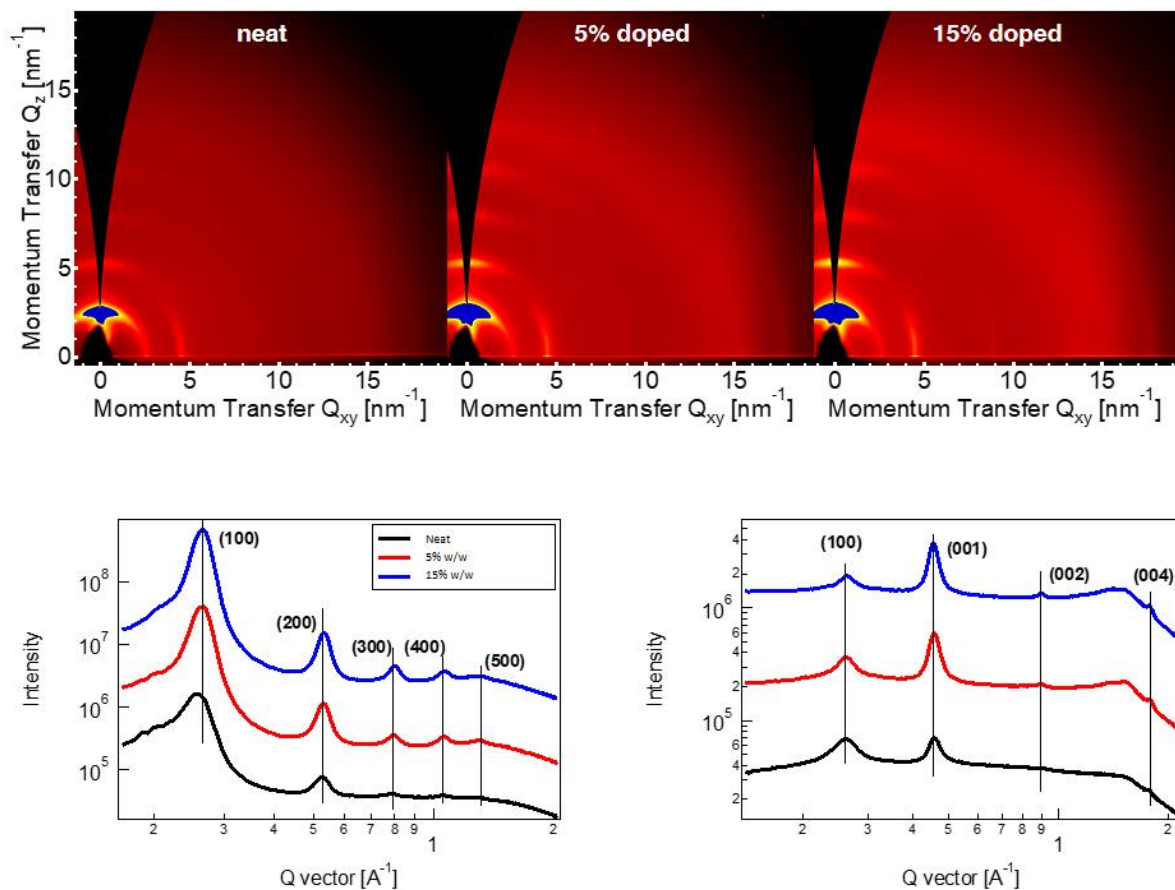 neat
5% doped
15% doped
Momentum Transfer Q_z [nm^-1]
15
10
5
0
0 5 10 15
0 5 10 15
0 5 10 15
Momentum Transfer Q_xy [nm^-1]
Momentum Transfer Q_xy [nm^-1]
Momentum Transfer Q_xy [nm^-1]
(100)
(200)
(300)
(400)
(500)
Neat
5% w/w
15% w/w
10^8
10^7
10^6
10^5
Intensity
2 3 4 5 6 7 8 9 1 2
Q vector [A^-1]
(100)
(001)
(002)
(004)
4
2
10^6
6
4
2
10^5
8
6
4
2
Intensity
2 3 4 5 6 7 8 9 1 2
Q vector [A^-1]